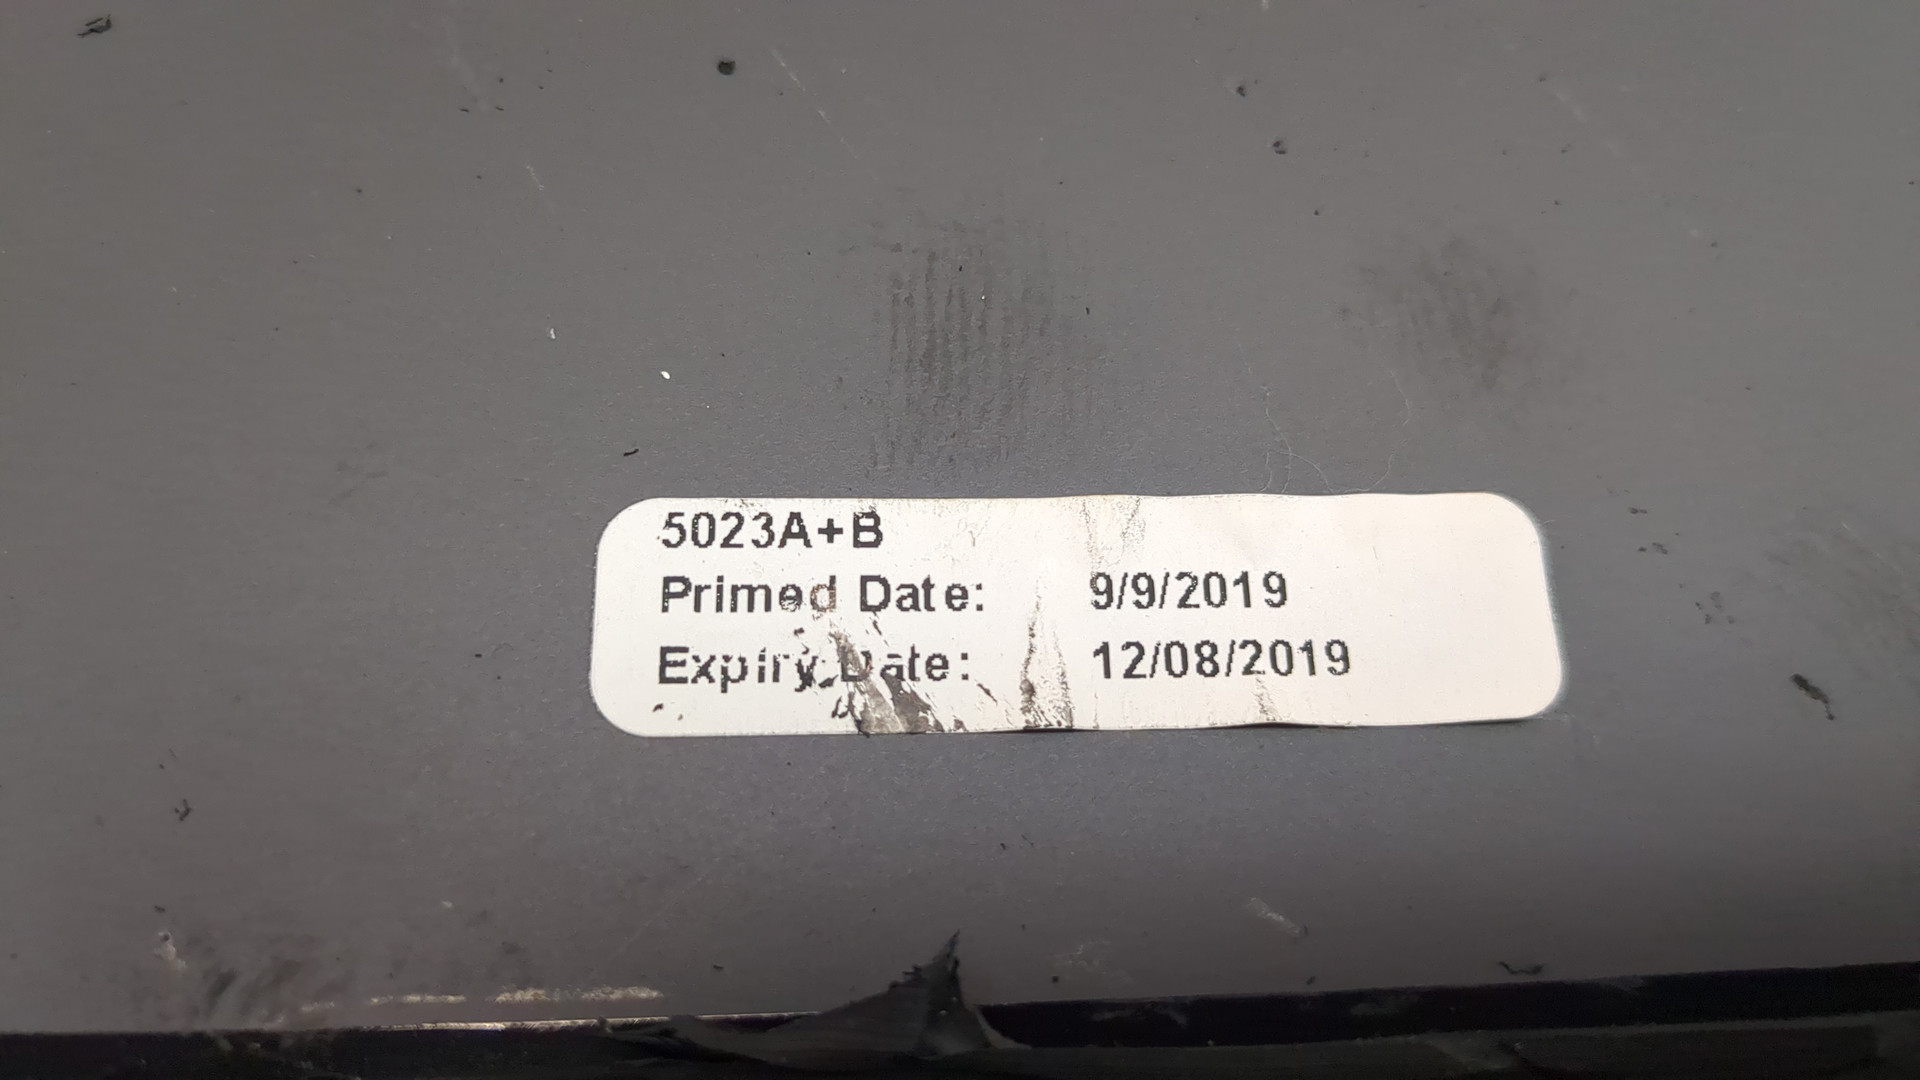 5023A+B
Primed Date: 9/9/2019
Expiry Date: 12/08/2019